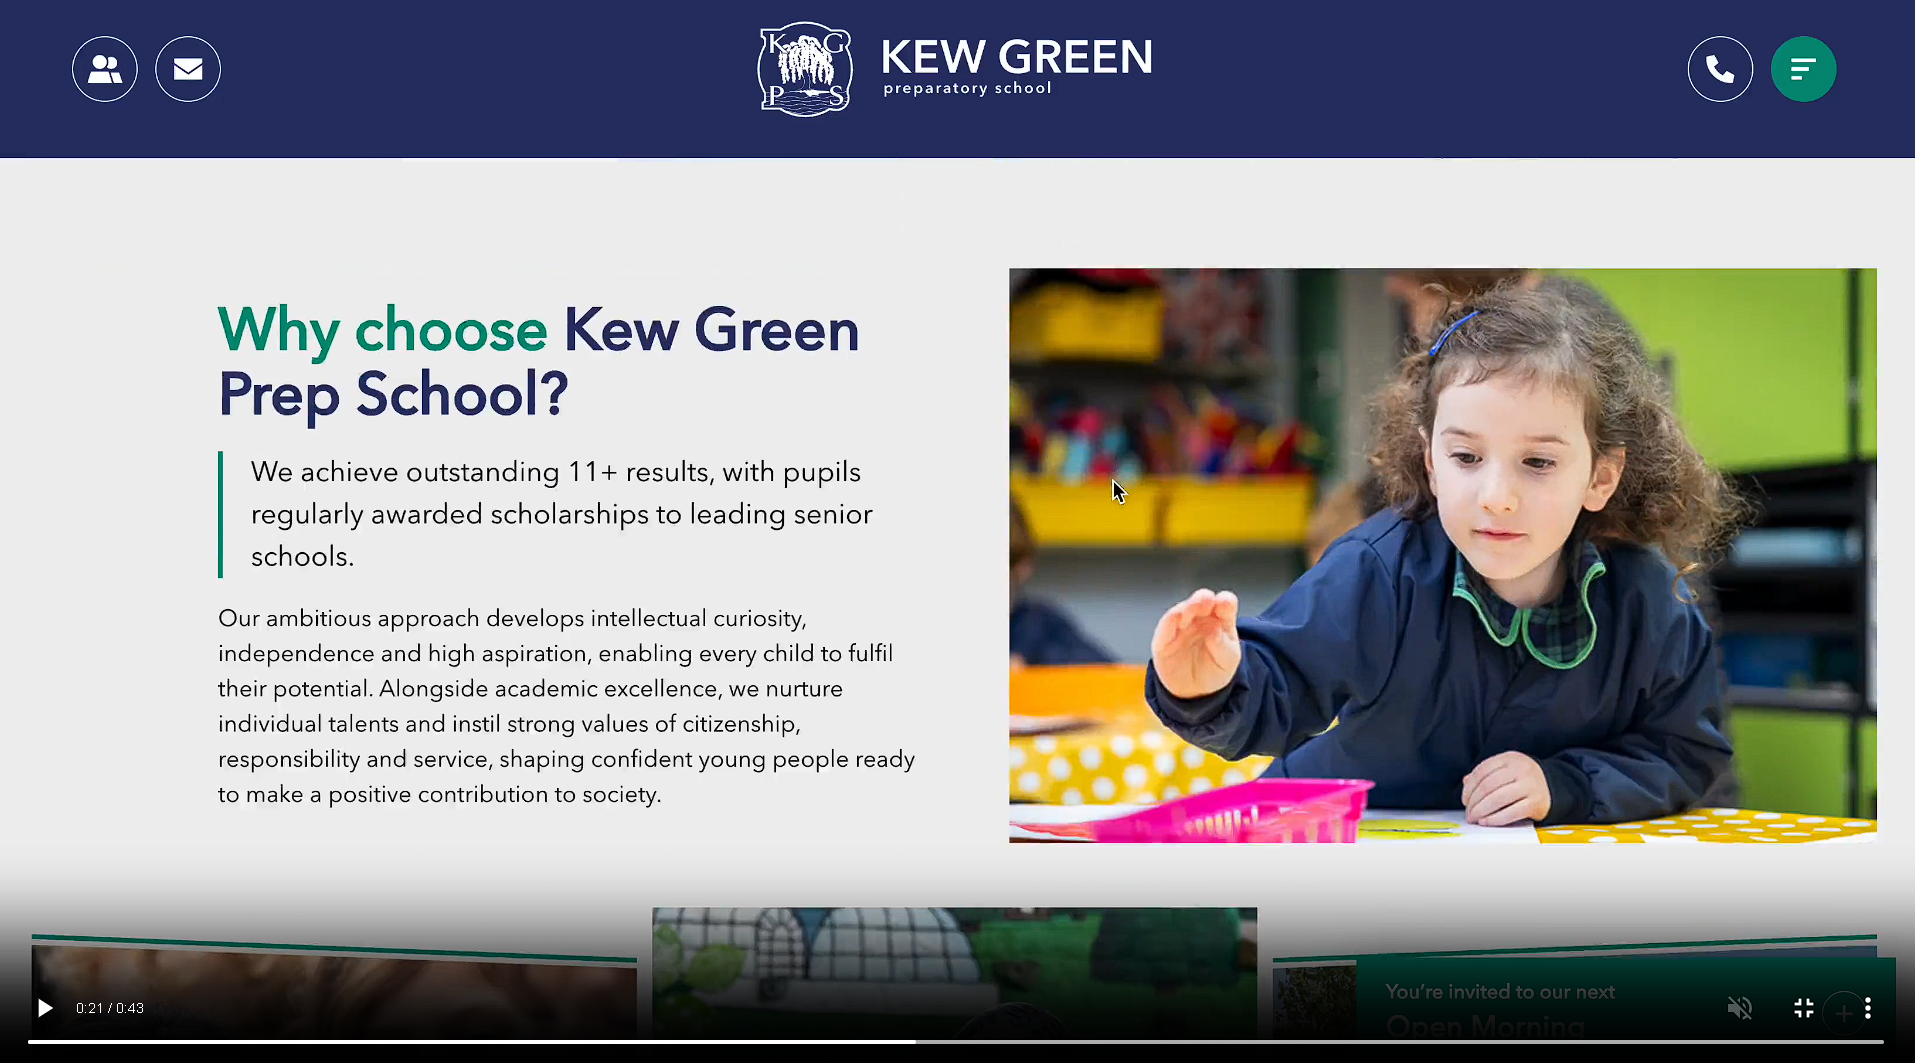 K G
P S
KEW GREEN
preparatory school
Why choose Kew Green
Prep School?
We achieve outstanding 11+ results, with pupils
regularly awarded scholarships to leading senior
schools.
Our ambitious approach develops intellectual curiosity,
independence and high aspiration, enabling every child to fulfil
their potential. Alongside academic excellence, we nurture
individual talents and instil strong values of citizenship,
responsibility and service, shaping confident young people ready
to make a positive contribution to society.
You're invited to our next
Open Morning
0:21 / 0:43